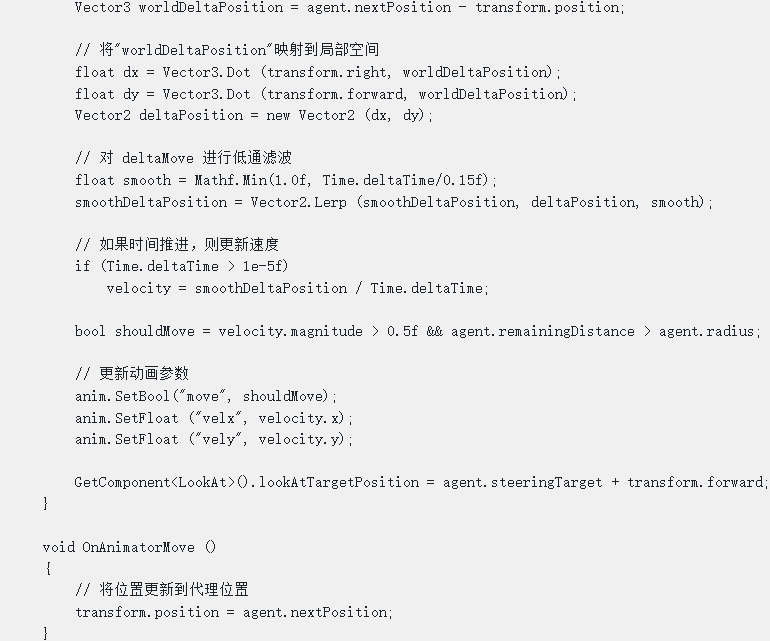 Vector3 worldDeltaPosition = agent.nextPosition - transform.position;
// 将"worldDeltaPosition"映射到局部空间
float dx = Vector3.Dot (transform.right, worldDeltaPosition);
float dy = Vector3.Dot (transform.forward, worldDeltaPosition);
Vector2 deltaPosition = new Vector2 (dx, dy);
// 对 deltaMove 进行低通滤波
float smooth = Mathf.Min(1.0f, Time.deltaTime/0.15f);
smoothDeltaPosition = Vector2.Lerp (smoothDeltaPosition, deltaPosition, smooth);
// 如果时间推进，则更新速度
if (Time.deltaTime > 1e-5f)
velocity = smoothDeltaPosition / Time.deltaTime;
bool shouldMove = velocity.magnitude > 0.5f && agent.remainingDistance > agent.radius;
// 更新动画参数
anim.SetBool("move", shouldMove);
anim.SetFloat ("velx", velocity.x);
anim.SetFloat ("vely", velocity.y);
GetComponent<LookAt>().lookAtTargetPosition = agent.steeringTarget + transform.forward;
}
void OnAnimatorMove ()
{
// 将位置更新到代理位置
transform.position = agent.nextPosition;
}